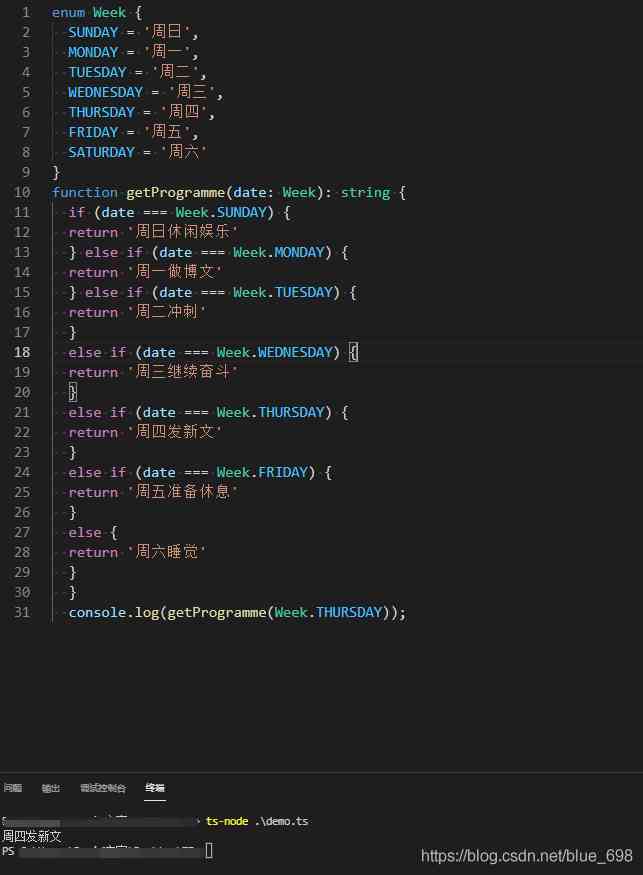 1 enum Week {
2 SUNDAY = '周日',
3 MONDAY = '周一',
4 TUESDAY = '周二',
5 WEDNESDAY = '周三',
6 THURSDAY = '周四',
7 FRIDAY = '周五',
8 SATURDAY = '周六'
9 }
10 function getProgramme(date: Week): string {
11 if (date === Week.SUNDAY) {
12 return '周日休闲娱乐'
13 } else if (date === Week.MONDAY) {
14 return '周一做博文'
15 } else if (date === Week.TUESDAY) {
16 return '周二冲刺'
17 }
18 else if (date === Week.WEDNESDAY) {
19 return '周三继续奋斗'
20 }
21 else if (date === Week.THURSDAY) {
22 return '周四发新文'
23 }
24 else if (date === Week.FRIDAY) {
25 return '周五准备休息'
26 }
27 else {
28 return '周六睡觉'
29 }
30 }
31 console.log(getProgramme(Week.THURSDAY));
问题 输出 调试控制台 终端
> ts-node .\demo.ts
周四发新文
PS
https://blog.csdn.net/blue_698